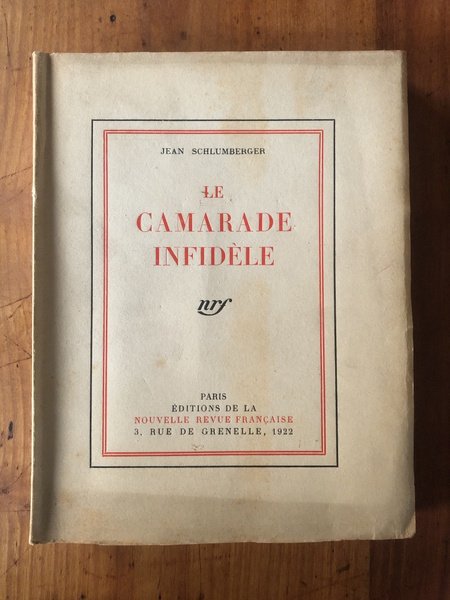 JEAN SCHLUMBERGER
LE
CAMARADE
INFIDÈLE
nrf
PARIS
ÉDITIONS DE LA
NOUVELLE REVUE FRANÇAISE
3, RUE DE GRENELLE, 1922